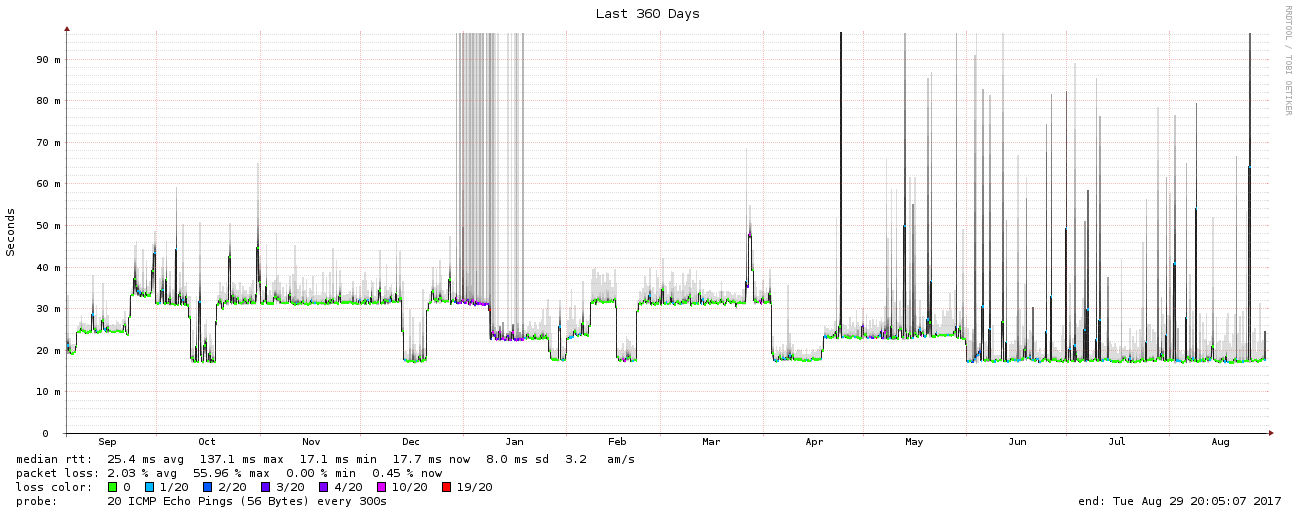 Last 360 Days
RRDTOOL / TOBI OETIKER
Seconds
90 m
80 m
70 m
60 m
50 m
40 m
30 m
20 m
10 m
0
Sep Oct Nov Dec Jan Feb Mar Apr May Jun Jul Aug
median rtt: 25.4 ms avg 137.1 ms max 17.1 ms min 17.7 ms now 8.0 ms sd 3.2 am/s
packet loss: 2.03 % avg 55.96 % max 0.00 % min 0.45 % now
loss color: 0 1/20 2/20 3/20 4/20 10/20 19/20
probe: 20 ICMP Echo Pings (56 Bytes) every 300s end: Tue Aug 29 20:05:07 2017